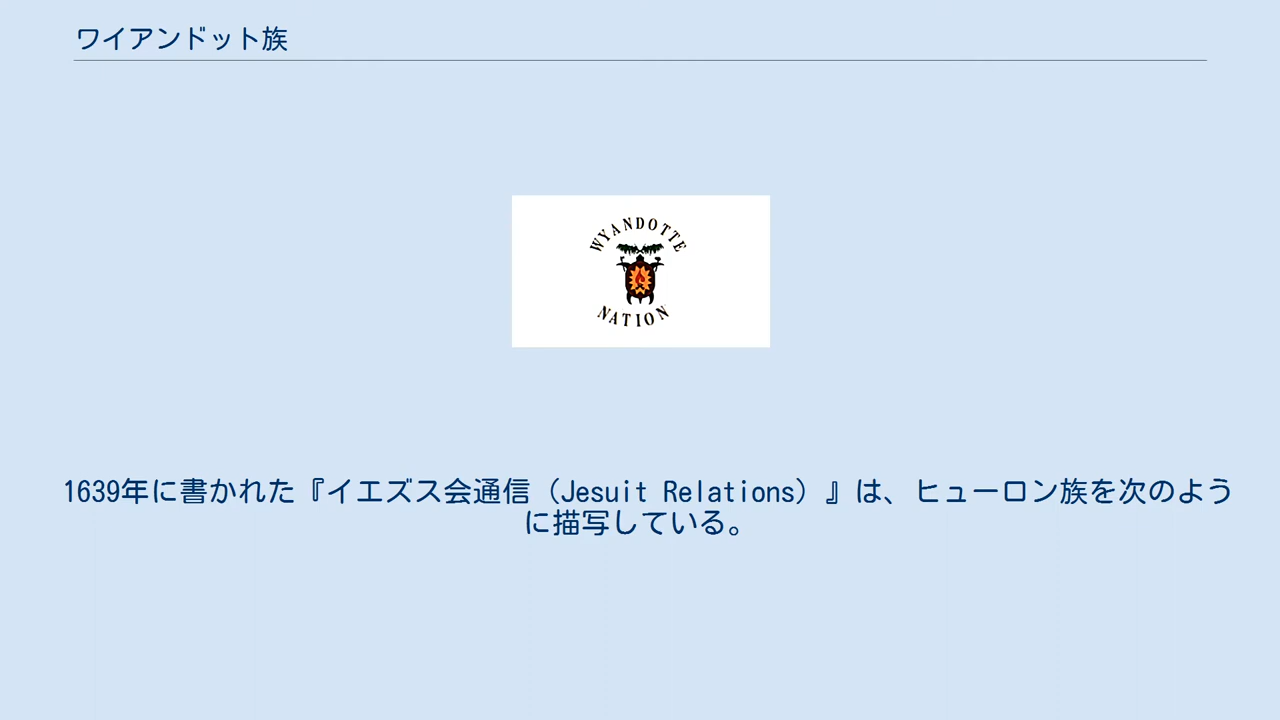 ワイアンドット族
WYANDOTTE
NATION
1639年に書かれた『イエズス会通信（Jesuit Relations）』は、ヒューロン族を次のよう
に描写している。